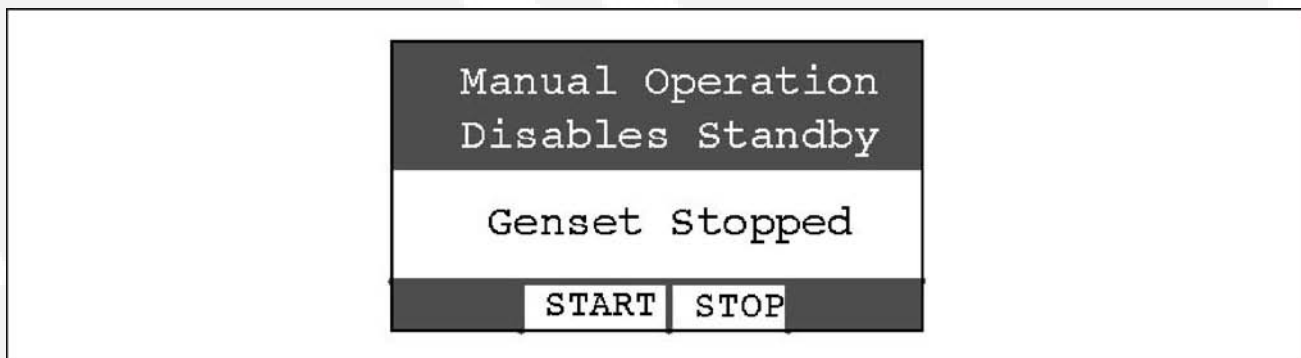 Manual Operation
Disables Standby
Genset Stopped
START STOP